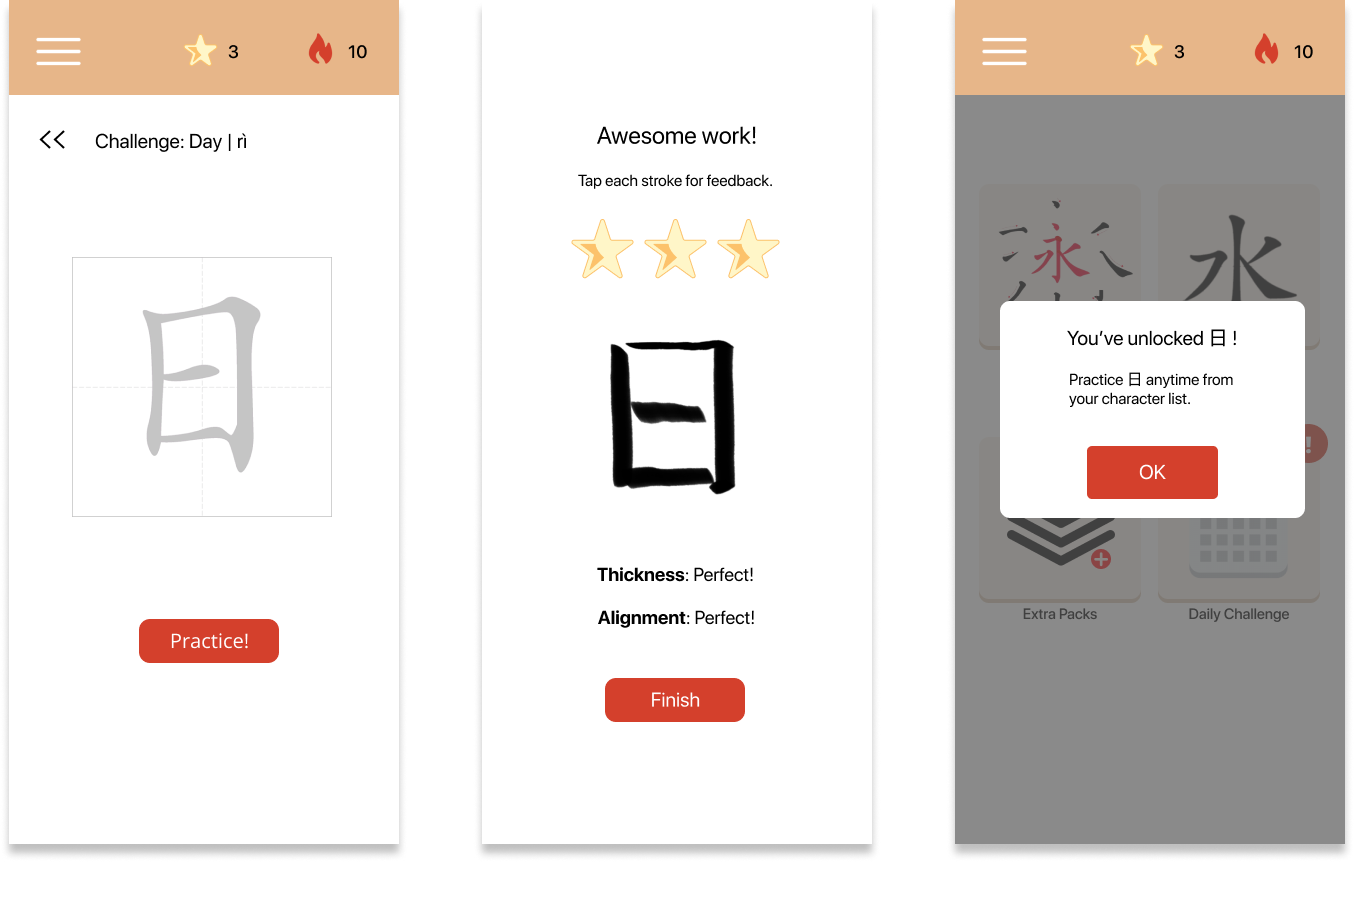 3
10
Challenge: Day | rì
日
Practice!
Awesome work!
Tap each stroke for feedback.
日
Thickness: Perfect!
Alignment: Perfect!
Finish
3
10
永
水
You’ve unlocked 日 !
Practice 日 anytime from
your character list.
OK
!
Extra Packs
Daily Challenge